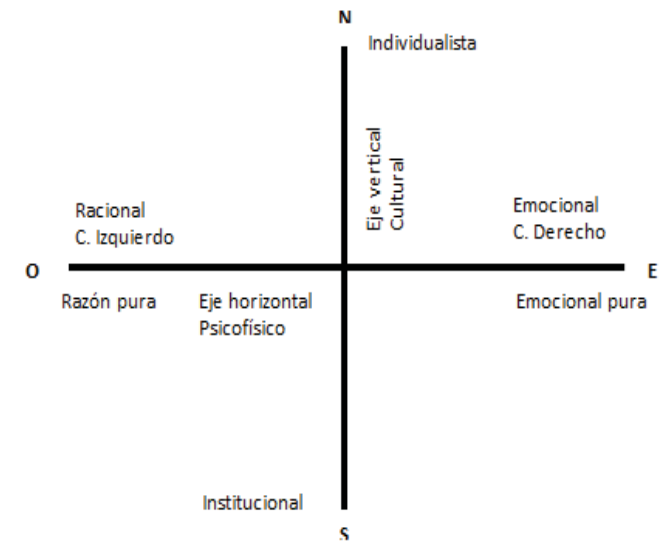 N
Individualista
Eje vertical
Cultural
Racional
C. Izquierdo
Emocional
C. Derecho
O
E
Razón pura
Eje horizontal
Psicofísico
Emocional pura
Institucional
S